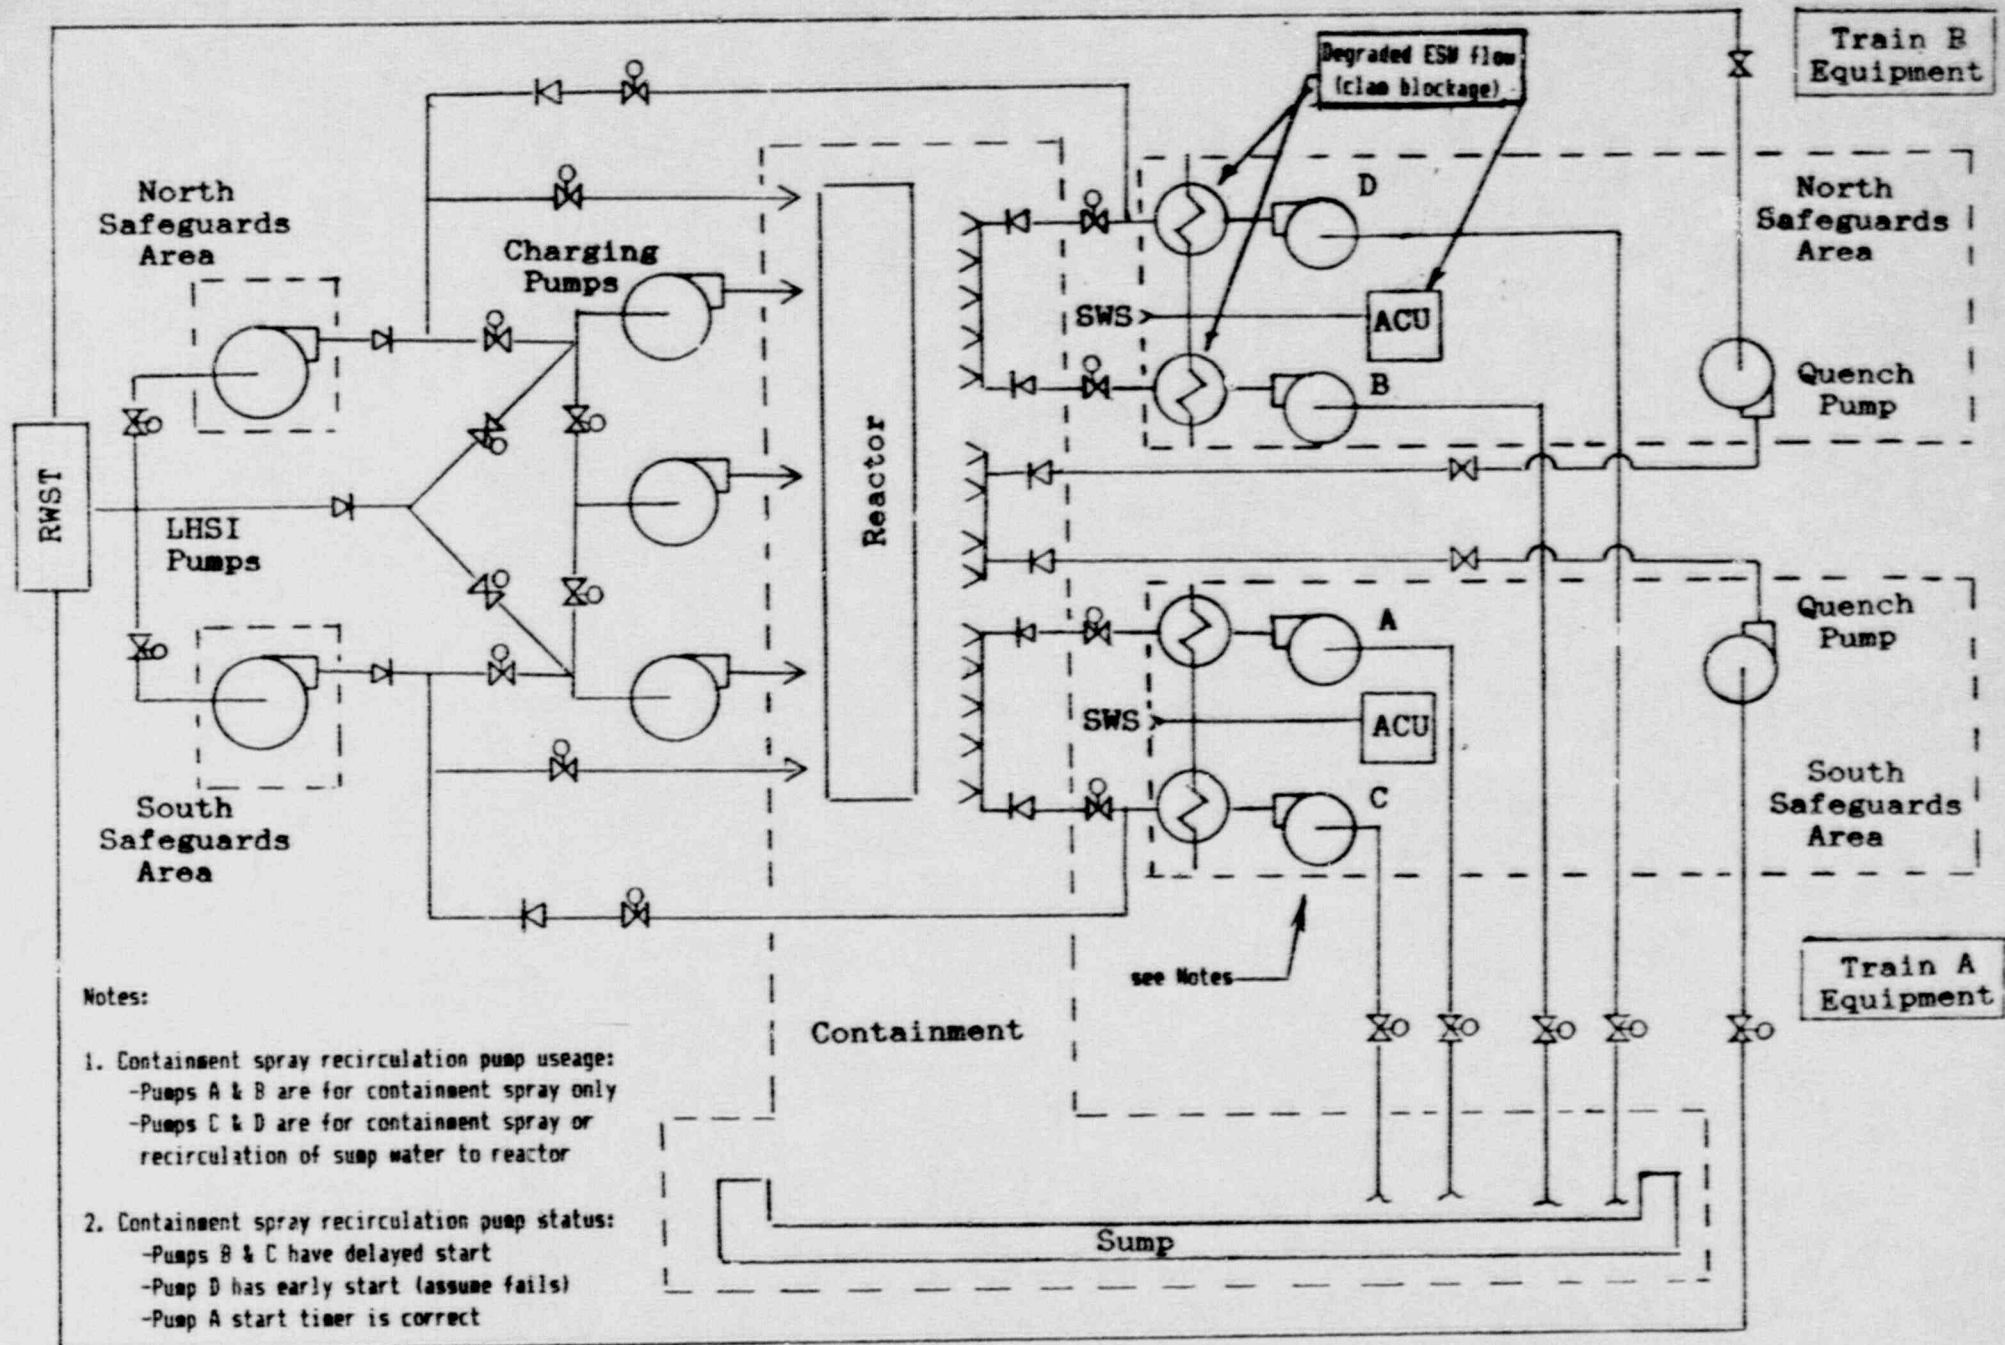 Train B
Equipment
Degraded ESW flow
(clam blockage)
North
Safeguards
Area
Charging
Pumps
D
North
Safeguards
Area
SWS
ACU
B
Quench
Pump
RWST
LHSI
Pumps
Reactor
A
Quench
Pump
SWS
ACU
C
South
Safeguards
Area
South
Safeguards
Area
see Notes
Train A
Equipment
Containment
Sump
Notes:
1. Containment spray recirculation pump useage:
-Pumps A & B are for containment spray only
-Pumps C & D are for containment spray or
recirculation of sump water to reactor
2. Containment spray recirculation pump status:
-Pumps B & C have delayed start
-Pump D has early start (assume fails)
-Pump A start timer is correct